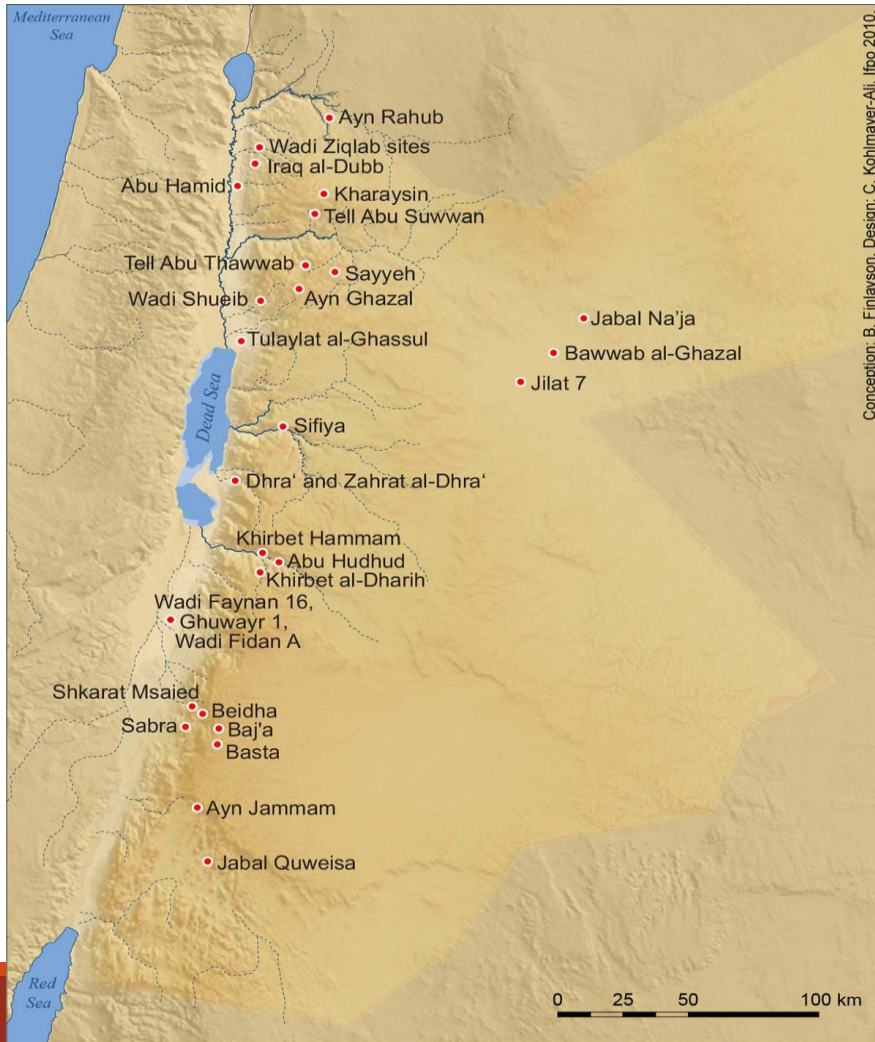 Mediterranean
Sea
Ayn Rahub
Wadi Ziqlab sites
Iraq al-Dubb
Abu Hamid
Kharaysin
Tell Abu Suwwan
Tell Abu Thawwab
Sayyeh
Ayn Ghazal
Wadi Shueib
Jabal Na'ja
Tulaylat al-Ghassul
Bawwab al-Ghazal
Jilat 7
Dead Sea
Sifiya
Dhra‘ and Zahrat al-Dhra‘
Khirbet Hammam
Abu Hudhud
Khirbet al-Dharih
Wadi Faynan 16,
Ghuwayr 1,
Wadi Fidan A
Shkarat Msaied
Beidha
Sabra
Baj'a
Basta
Ayn Jammam
Jabal Quweisa
Red
Sea
0 25 50 100 km
Conception: B. Finlayson, Design: C. Kohlmayer-Ali, Ifpo 2010.